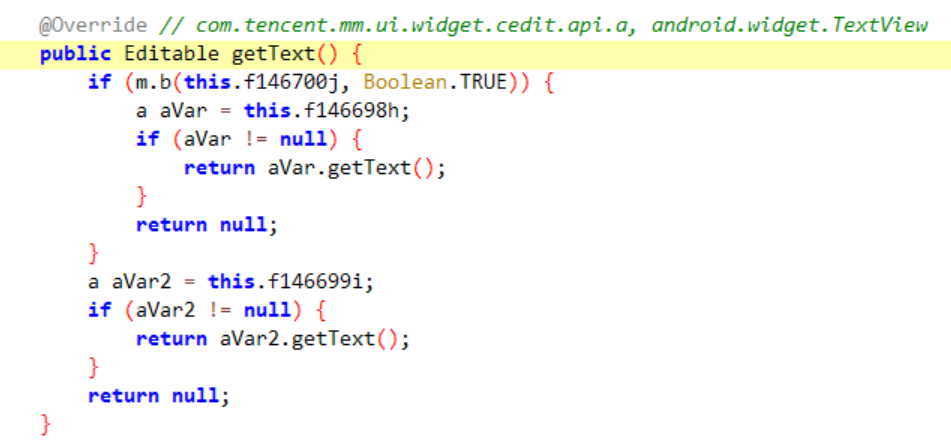 @Override // com.tencent.mm.ui.widget.cedit.api.a, android.widget.TextView
public Editable getText() {
    if (m.b(this.f146700j, Boolean.TRUE)) {
        a aVar = this.f146698h;
        if (aVar != null) {
            return aVar.getText();
        }
        return null;
    }
    a aVar2 = this.f146699i;
    if (aVar2 != null) {
        return aVar2.getText();
    }
    return null;
}